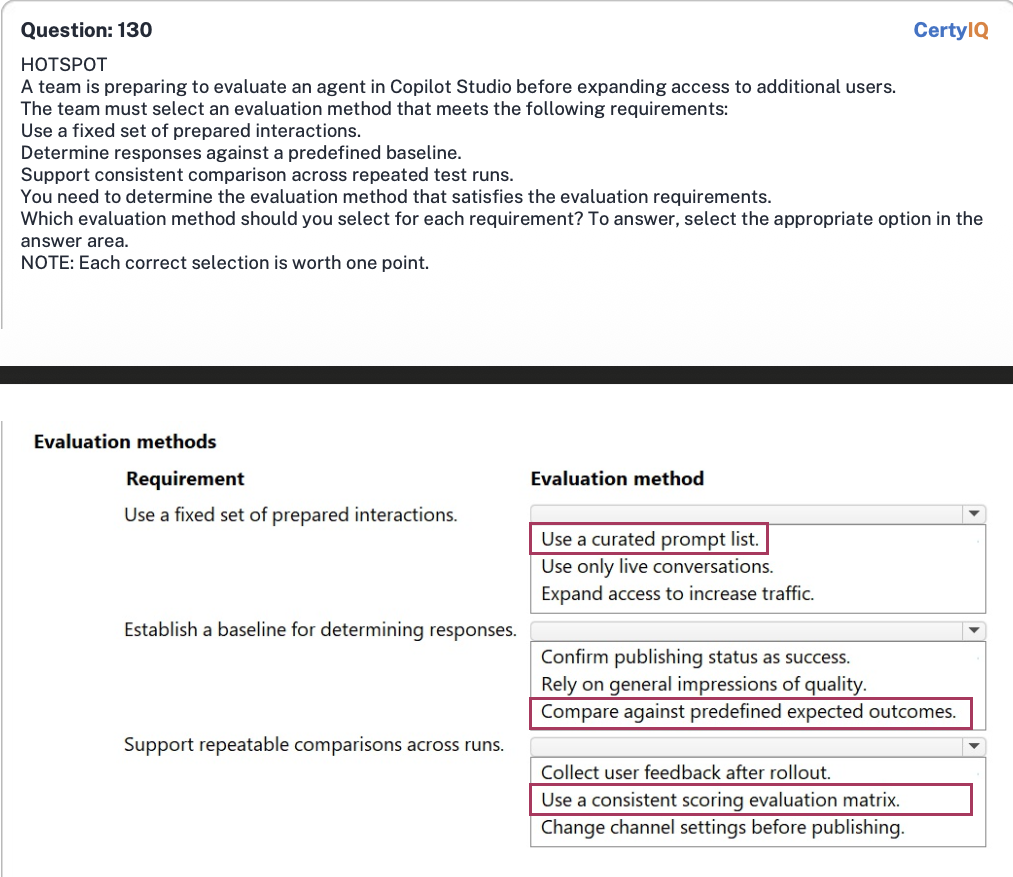 Question: 130
CertyIQ
HOTSPOT
A team is preparing to evaluate an agent in Copilot Studio before expanding access to additional users.
The team must select an evaluation method that meets the following requirements:
Use a fixed set of prepared interactions.
Determine responses against a predefined baseline.
Support consistent comparison across repeated test runs.
You need to determine the evaluation method that satisfies the evaluation requirements.
Which evaluation method should you select for each requirement? To answer, select the appropriate option in the
answer area.
NOTE: Each correct selection is worth one point.
Evaluation methods
Requirement
Evaluation method
Use a fixed set of prepared interactions.
Use a curated prompt list.
Use only live conversations.
Expand access to increase traffic.
Establish a baseline for determining responses.
Confirm publishing status as success.
Rely on general impressions of quality.
Compare against predefined expected outcomes.
Support repeatable comparisons across runs.
Collect user feedback after rollout.
Use a consistent scoring evaluation matrix.
Change channel settings before publishing.